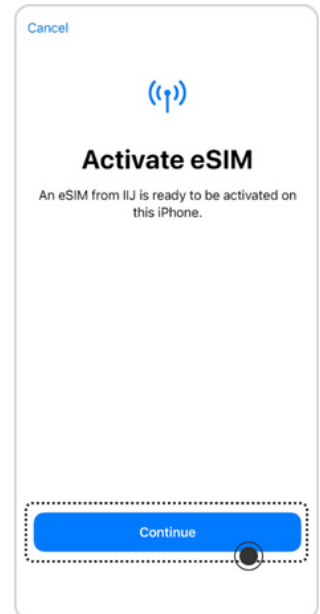 Cancel
Activate eSIM
An eSIM from IIJ is ready to be activated on
this iPhone.
Continue